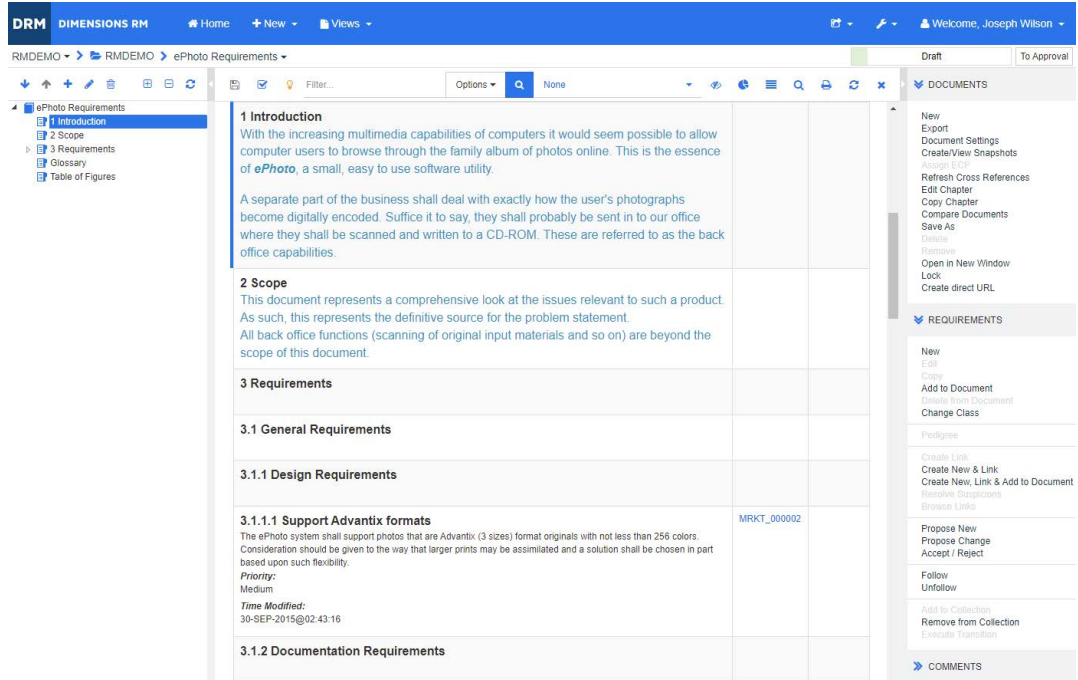 DRM DIMENSIONS RM Home New Views Welcome, Joseph Wilson
RMDEMO RMDEMO ePhoto Requirements Draft To Approval
Filter... Options None
ePhoto Requirements
1 Introduction
2 Scope
3 Requirements
Glossary
Table of Figures
1 Introduction
With the increasing multimedia capabilities of computers it would seem possible to allow
computer users to browse through the family album of photos online. This is the essence
of ePhoto, a small, easy to use software utility.
A separate part of the business shall deal with exactly how the user's photographs
become digitally encoded. Suffice it to say, they shall probably be sent in to our office
where they shall be scanned and written to a CD-ROM. These are referred to as the back
office capabilities.
2 Scope
This document represents a comprehensive look at the issues relevant to such a product.
As such, this represents the definitive source for the problem statement.
All back office functions (scanning of original input materials and so on) are beyond the
scope of this document.
3 Requirements
3.1 General Requirements
3.1.1 Design Requirements
3.1.1.1 Support Advantix formats MRKT_000002
The ePhoto system shall support photos that are Advantix (3 sizes) format originals with not less than 256 colors.
Consideration should be given to the way that larger prints may be assimilated and a solution shall be chosen in part
based upon such flexibility.
Priority:
Medium
Time Modified:
30-SEP-2015@02:43:16
3.1.2 Documentation Requirements
DOCUMENTS
New
Export
Document Settings
Create/View Snapshots
Assign ECP
Refresh Cross References
Edit Chapter
Copy Chapter
Compare Documents
Save As
Delete
Remove
Open in New Window
Lock
Create direct URL
REQUIREMENTS
New
Edit
Copy
Add to Document
Delete from Document
Change Class
Pedigree
Create Link
Create New & Link
Create New, Link & Add to Document
Resolve Suspicions
Browse Links
Propose New
Propose Change
Accept / Reject
Follow
Unfollow
Add to Collection
Remove from Collection
Execute Transition
COMMENTS